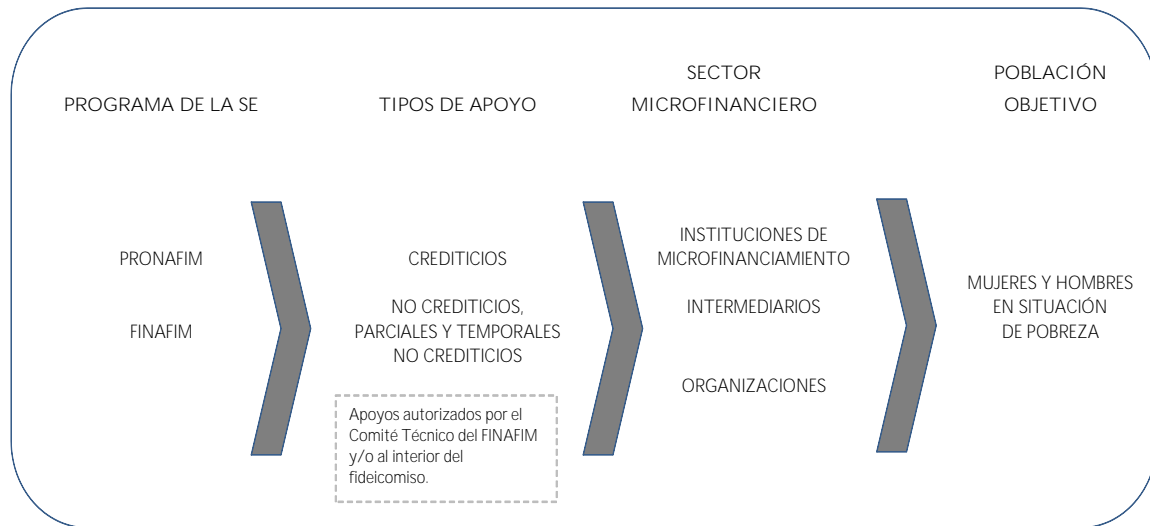 PROGRAMA DE LA SE
TIPOS DE APOYO
SECTOR
MICROFINANCIERO
POBLACIÓN
OBJETIVO
PRONAFIM
FINAFIM
CREDITICIOS
NO CREDITICIOS,
PARCIALES Y TEMPORALES
NO CREDITICIOS
Apoyos autorizados por el
Comité Técnico del FINAFIM
y/o al interior del
fideicomiso.
INSTITUCIONES DE
MICROFINANCIAMIENTO
INTERMEDIARIOS
ORGANIZACIONES
MUJERES Y HOMBRES
EN SITUACIÓN
DE POBREZA